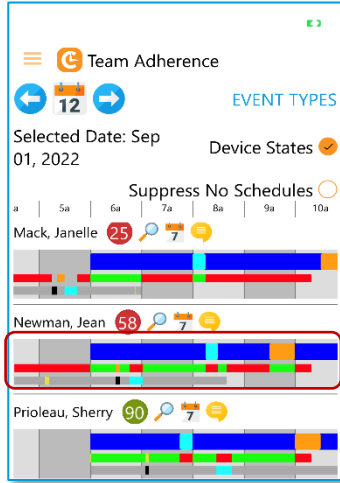 Team Adherence
12
EVENT TYPES
Selected Date: Sep
01, 2022
Device States
Suppress No Schedules
a 5a 6a 7a 8a 9a 10a
Mack, Janelle 25 7
Newman, Jean 58 7
Prioleau, Sherry 90 7